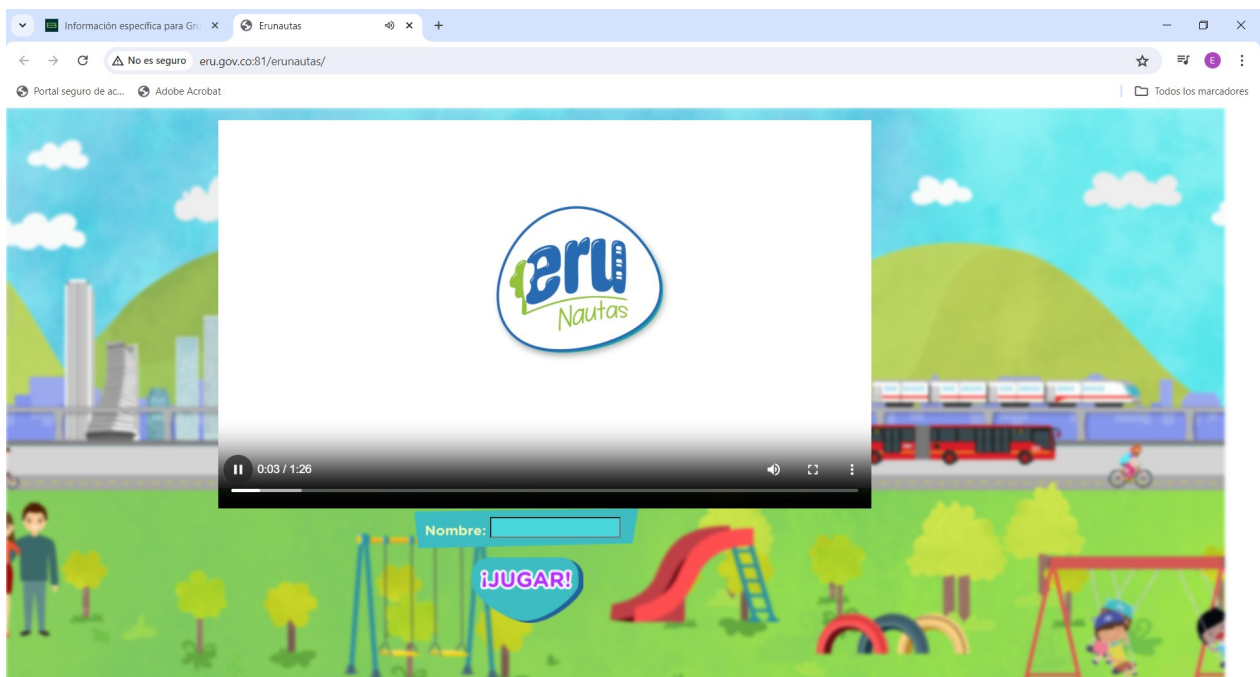 Información específica para Gru
Erunautas
No es seguro
eru.gov.co:81/erunautas/
E
Portal seguro de ac...
Adobe Acrobat
Todos los marcadores
eru
Nautas
0:03 / 1:26
Nombre:
¡JUGAR!